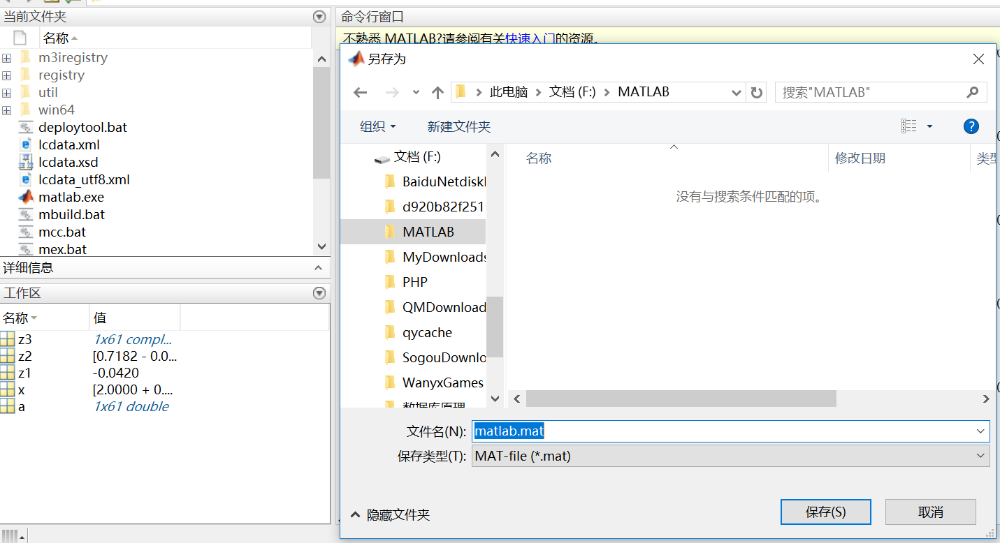 当前文件夹
名称
m3iregistry
registry
util
win64
deploytool.bat
lcdata.xml
lcdata.xsd
lcdata_utf8.xml
matlab.exe
mbuild.bat
mcc.bat
mex.bat
详细信息
工作区
名称 值
z3 1x61 compl...
z2 [0.7182 - 0.0...
z1 -0.0420
x [2.0000 + 0....
a 1x61 double
命令行窗口
不熟悉 MATLAB?请参阅有关快速入门的资源。
另存为
此电脑 文档 (F:) MATLAB
搜索"MATLAB"
组织 新建文件夹
?
文档 (F:)
BaiduNetdisk
d920b82f251
MATLAB
MyDownloads
PHP
QMDownload
qycache
SogouDownlo
WanyxGames
数据库原理
名称 修改日期 类型
没有与搜索条件匹配的项。
文件名(N): matlab.mat
保存类型(T): MAT-file (*.mat)
隐藏文件夹
保存(S) 取消